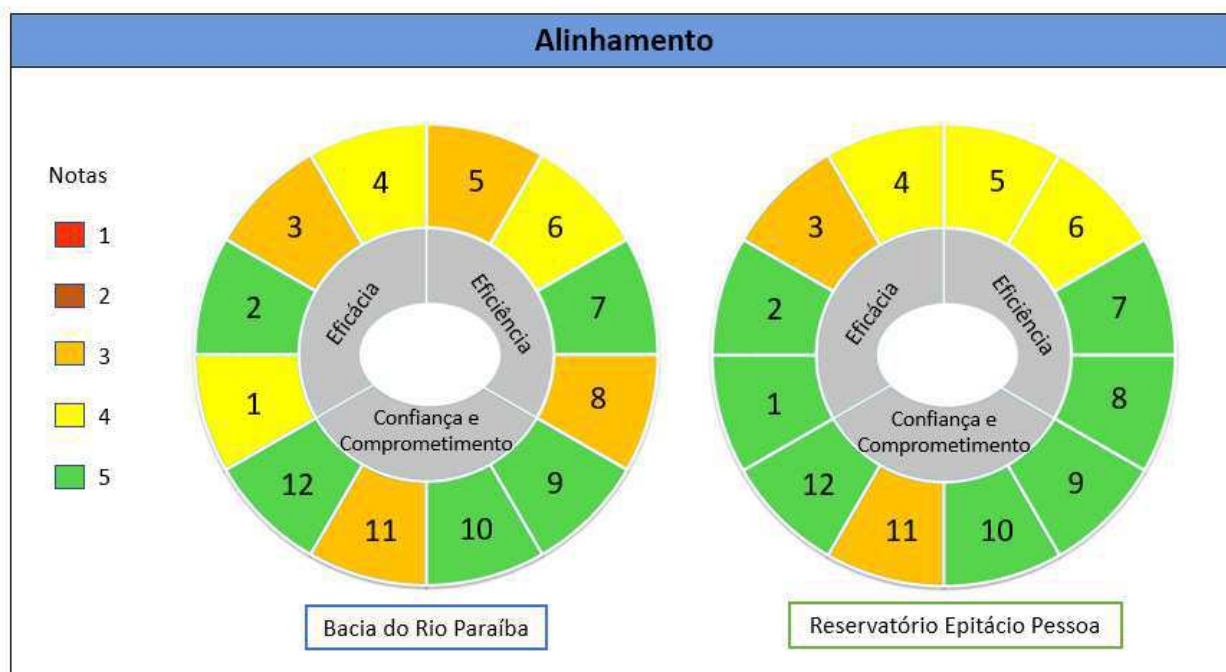 Alinhamento
Notas
1
2
3
4
5
1
2
3
4
5
6
7
8
9
10
11
12
Eficácia
Eficiência
Confiança e
Comprometimento
Bacia do Rio Paraíba
1
2
3
4
5
6
7
8
9
10
11
12
Eficácia
Eficiência
Confiança e
Comprometimento
Reservatório Epitácio Pessoa